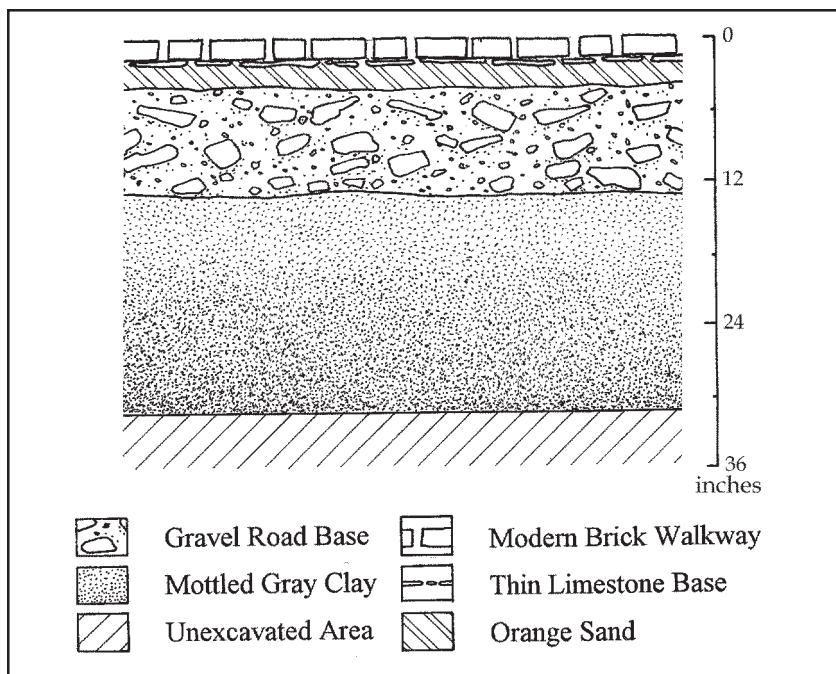 0
12
24
36
inches
Gravel Road Base
Modern Brick Walkway
Mottled Gray Clay
Thin Limestone Base
Unexcavated Area
Orange Sand